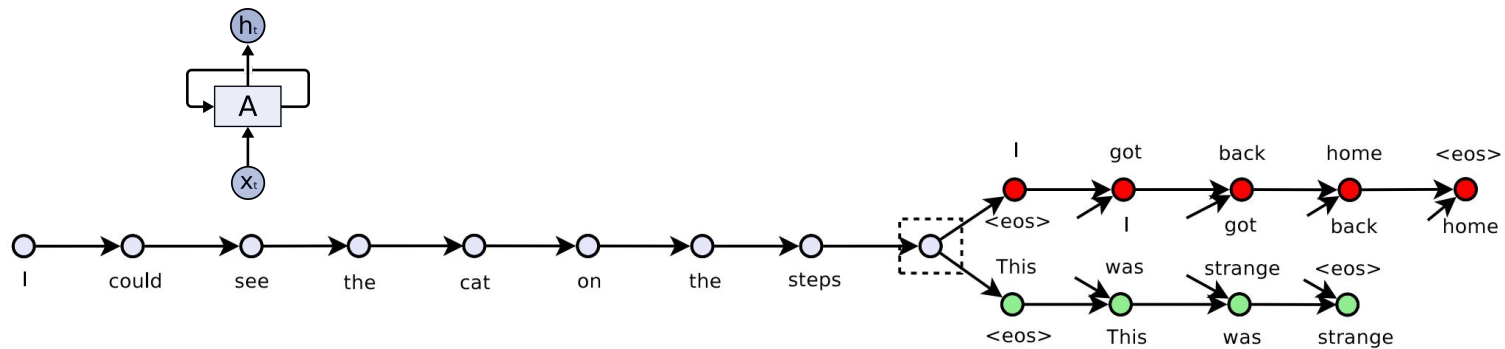 hₜ
A
xₜ
I could see the cat on the steps
I got back home <eos>
<eos> I got back home
This was strange <eos>
<eos> This was strange